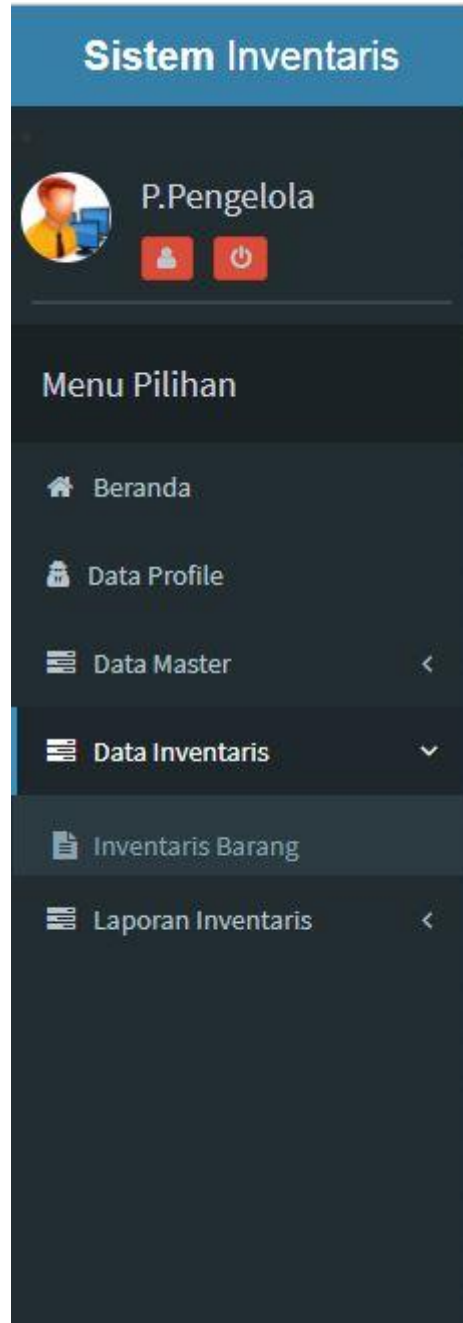 Sistem Inventaris
P.Pengelola
Menu Pilihan
Beranda
Data Profile
Data Master
Data Inventaris
Inventaris Barang
Laporan Inventaris